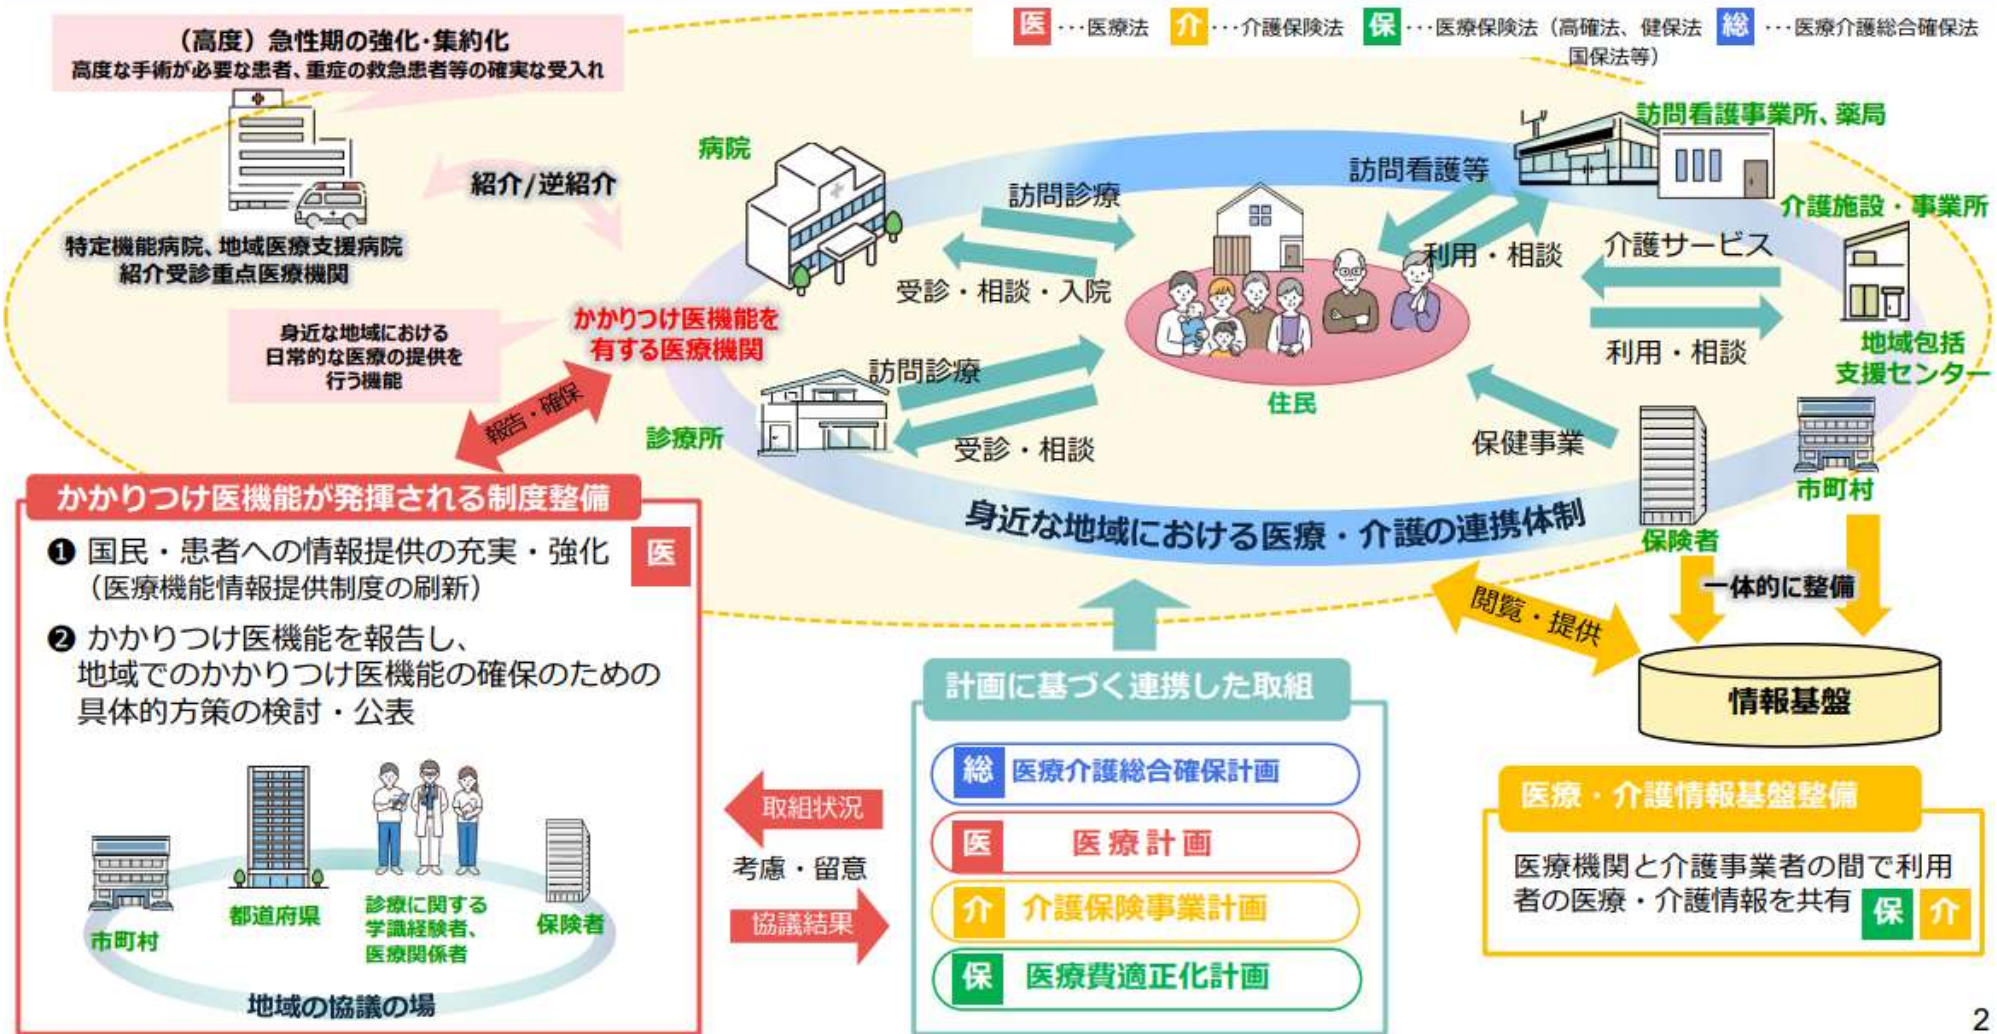 （高度）急性期の強化・集約化
高度な手術が必要な患者、重症の救急患者等の確実な受入れ
医 ･･･医療法 介 ･･･介護保険法 保 ･･･医療保険法（高確法、健保法
国保法等）
総 ･･･医療介護総合確保法
紹介/逆紹介
特定機能病院、地域医療支援病院
紹介受診重点医療機関
身近な地域における
日常的な医療の提供を
行う機能
かかりつけ医機能を
有する医療機関
報告・確保
病院
訪問診療
受診・相談・入院
訪問診療
受診・相談
診療所
住民
訪問看護等
利用・相談
訪問看護事業所、薬局
介護施設・事業所
介護サービス
利用・相談
地域包括
支援センター
保健事業
保険者
市町村
身近な地域における医療・介護の連携体制
一体的に整備
閲覧・提供
情報基盤
かかりつけ医機能が発揮される制度整備
❶ 国民・患者への情報提供の充実・強化
（医療機能情報提供制度の刷新）
医
❷ かかりつけ医機能を報告し、
地域でのかかりつけ医機能の確保のための
具体的方策の検討・公表
市町村
都道府県
診療に関する
学識経験者、
医療関係者
保険者
地域の協議の場
取組状況
考慮・留意
協議結果
計画に基づく連携した取組
総 医療介護総合確保計画
医 医療計画
介 介護保険事業計画
保 医療費適正化計画
医療・介護情報基盤整備
医療機関と介護事業者の間で利用
者の医療・介護情報を共有
保 介
2